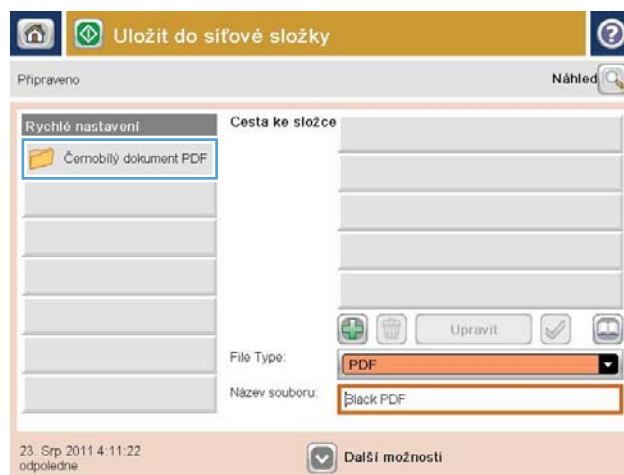 Uložit do síťové složky
Připraveno
Náhled
Rychlé nastavení
Černobílý dokument PDF
Cesta ke složce
Upravit
File Type:
PDF
Název souboru:
Black PDF
23. Srp 2011 4:11:22
odpoledne
Další možnosti